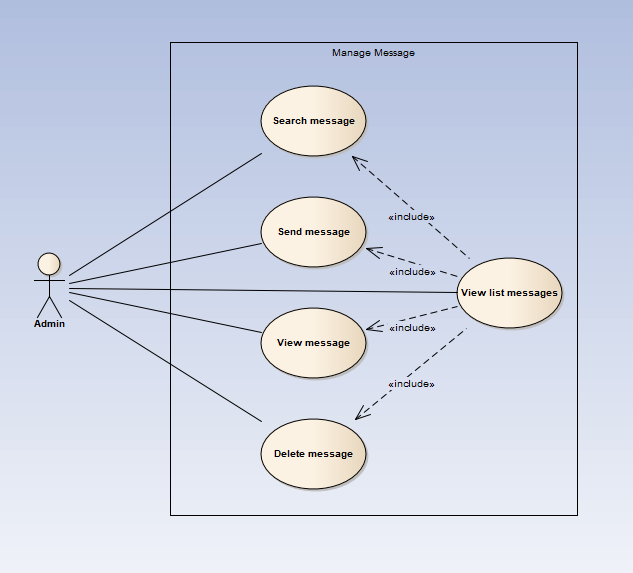 Manage Message
Search message
«include»
Send message
«include»
View list messages
Admin
«include»
View message
«include»
Delete message